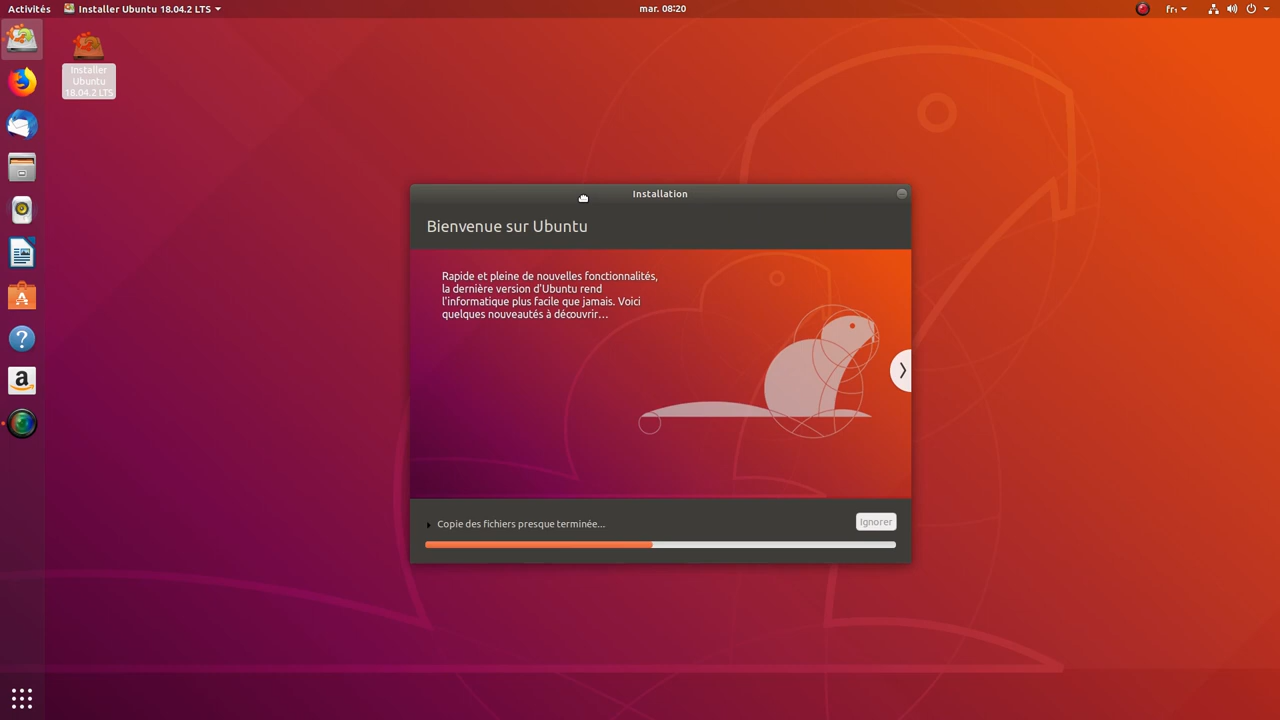 Activités
Installer Ubuntu 18.04.2 LTS
mar. 08:20
fr₁
Installer
Ubuntu
18.04.2 LTS
Installation
Bienvenue sur Ubuntu
Rapide et pleine de nouvelles fonctionnalités,
la dernière version d'Ubuntu rend
l'informatique plus facile que jamais. Voici
quelques nouveautés à découvrir…
Copie des fichiers presque terminée...
Ignorer